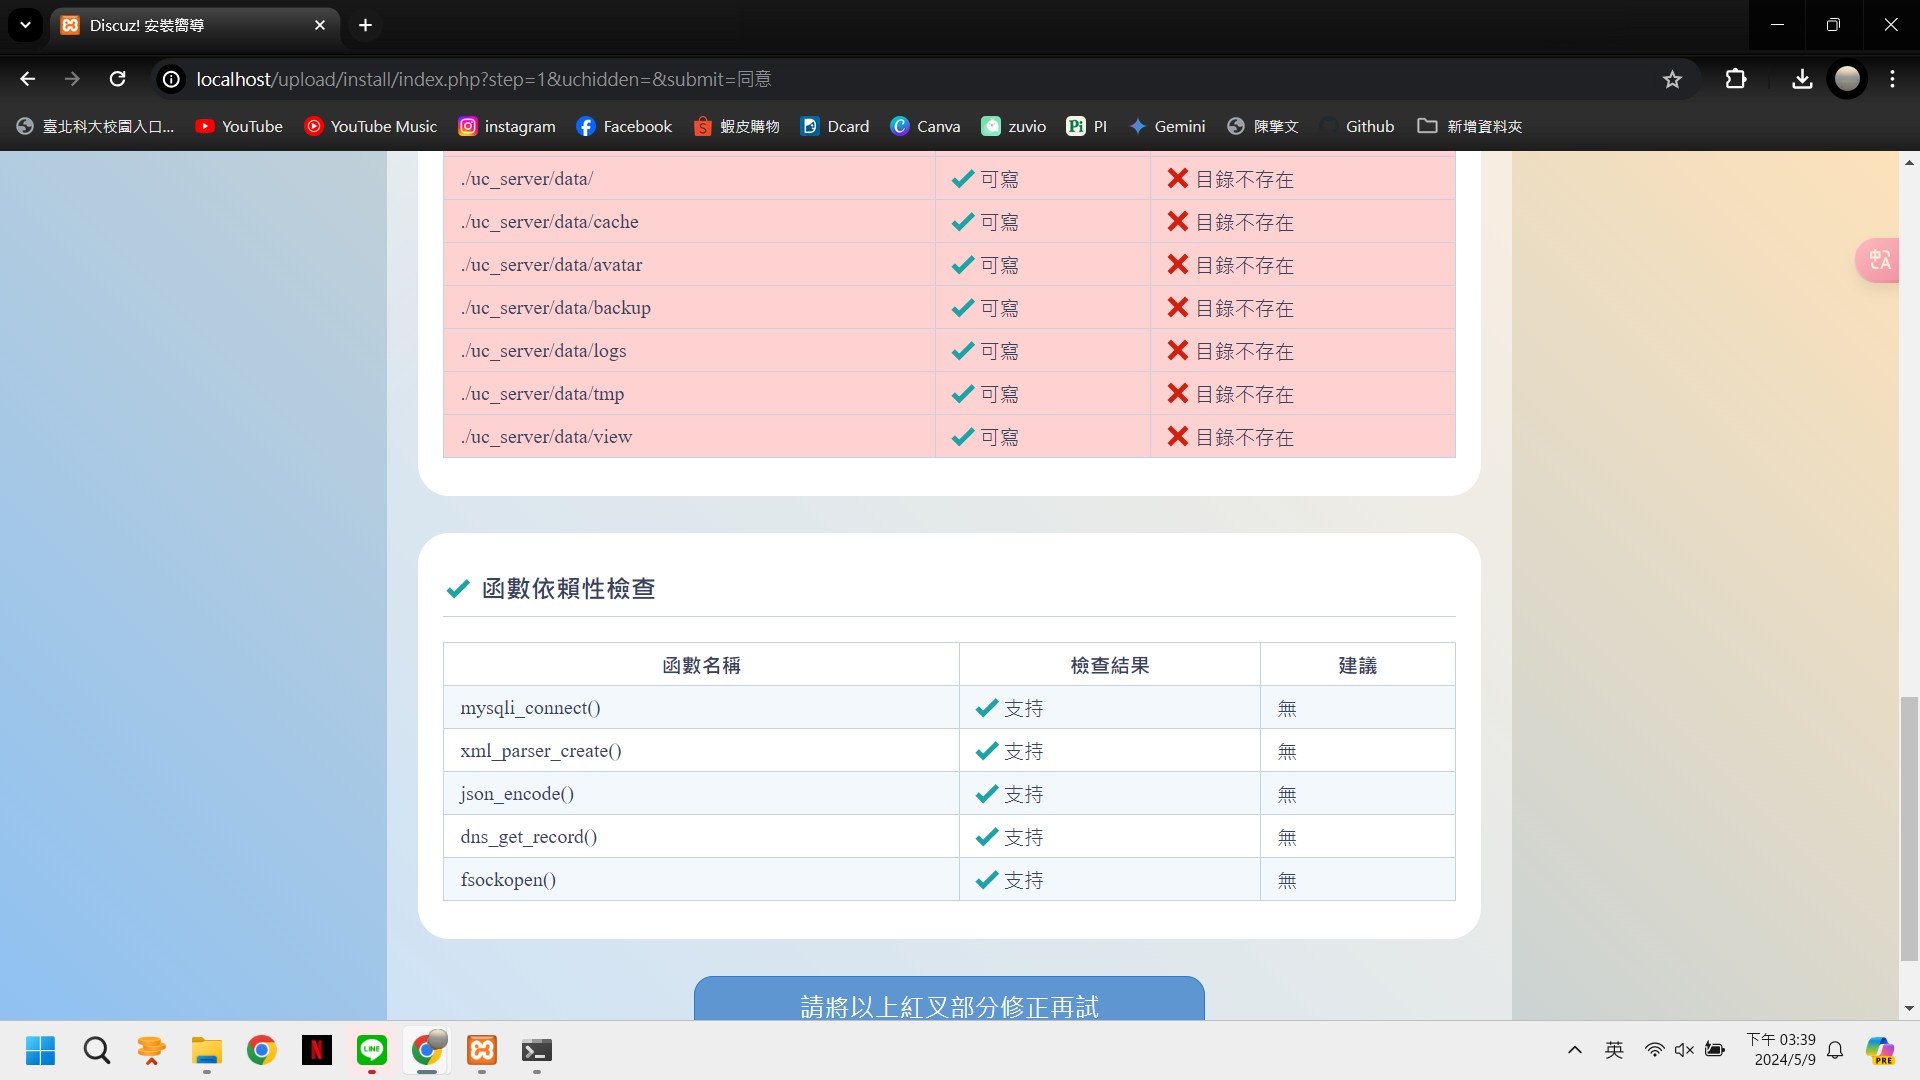 Discuz! 安裝嚮導
localhost/upload/install/index.php?step=1&uchidden=&submit=同意
臺北科大校園入口... YouTube YouTube Music instagram Facebook 蝦皮購物 Dcard Canva zuvio PI Gemini 陳擎文 Github 新增資料夾
./uc_server/data/ 可寫 目錄不存在
./uc_server/data/cache 可寫 目錄不存在
./uc_server/data/avatar 可寫 目錄不存在
./uc_server/data/backup 可寫 目錄不存在
./uc_server/data/logs 可寫 目錄不存在
./uc_server/data/tmp 可寫 目錄不存在
./uc_server/data/view 可寫 目錄不存在
函數依賴性檢查
函數名稱 檢查結果 建議
mysqli_connect() 支持 無
xml_parser_create() 支持 無
json_encode() 支持 無
dns_get_record() 支持 無
fsockopen() 支持 無
請將以上紅叉部分修正再試
英 下午 03:39
2024/5/9